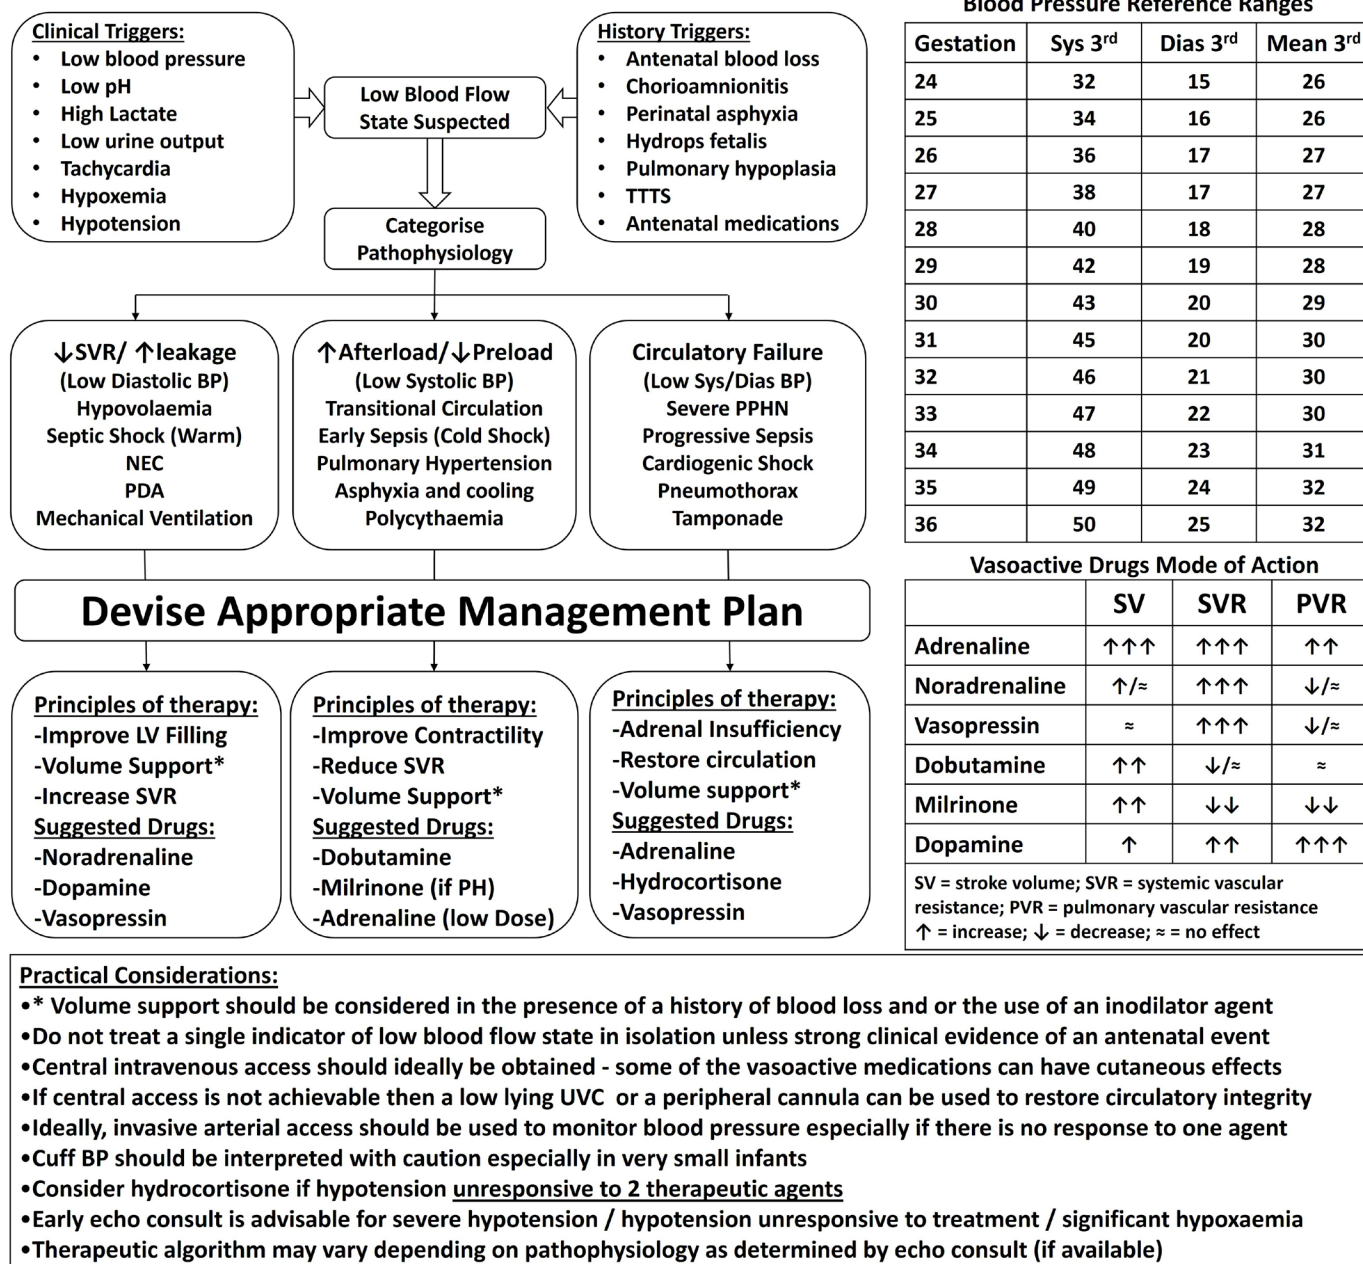 Clinical Triggers:
• Low blood pressure
• Low pH
• High Lactate
• Low urine output
• Tachycardia
• Hypoxemia
• Hypotension
Low Blood Flow
State Suspected
History Triggers:
• Antenatal blood loss
• Chorioamnionitis
• Perinatal asphyxia
• Hydrops fetalis
• Pulmonary hypoplasia
• TTTS
• Antenatal medications
Categorise
Pathophysiology
↓SVR/ ↑leakage
(Low Diastolic BP)
Hypovolaemia
Septic Shock (Warm)
NEC
PDA
Mechanical Ventilation
↑Afterload/↓Preload
(Low Systolic BP)
Transitional Circulation
Early Sepsis (Cold Shock)
Pulmonary Hypertension
Asphyxia and cooling
Polycythaemia
Circulatory Failure
(Low Sys/Dias BP)
Severe PPHN
Progressive Sepsis
Cardiogenic Shock
Pneumothorax
Tamponade
Devise Appropriate Management Plan
Principles of therapy:
-Improve LV Filling
-Volume Support*
-Increase SVR
Suggested Drugs:
-Noradrenaline
-Dopamine
-Vasopressin
Principles of therapy:
-Improve Contractility
-Reduce SVR
-Volume Support*
Suggested Drugs:
-Dobutamine
-Milrinone (if PH)
-Adrenaline (low Dose)
Principles of therapy:
-Adrenal Insufficiency
-Restore circulation
-Volume support*
Suggested Drugs:
-Adrenaline
-Hydrocortisone
-Vasopressin
Blood Pressure Reference Ranges
Gestation Sys 3rd Dias 3rd Mean 3rd
24 32 15 26
25 34 16 26
26 36 17 27
27 38 17 27
28 40 18 28
29 42 19 28
30 43 20 29
31 45 20 30
32 46 21 30
33 47 22 30
34 48 23 31
35 49 24 32
36 50 25 32
Vasoactive Drugs Mode of Action
SV SVR PVR
Adrenaline ↑↑↑ ↑↑↑ ↑↑
Noradrenaline ↑/≈ ↑↑↑ ↓/≈
Vasopressin ≈ ↑↑↑ ↓/≈
Dobutamine ↑↑ ↓/≈ ≈
Milrinone ↑↑ ↓↓ ↓↓
Dopamine ↑ ↑↑ ↑↑↑
SV = stroke volume; SVR = systemic vascular
resistance; PVR = pulmonary vascular resistance
↑ = increase; ↓ = decrease; ≈ = no effect
Practical Considerations:
•* Volume support should be considered in the presence of a history of blood loss and or the use of an inodilator agent
•Do not treat a single indicator of low blood flow state in isolation unless strong clinical evidence of an antenatal event
•Central intravenous access should ideally be obtained - some of the vasoactive medications can have cutaneous effects
•If central access is not achievable then a low lying UVC or a peripheral cannula can be used to restore circulatory integrity
•Ideally, invasive arterial access should be used to monitor blood pressure especially if there is no response to one agent
•Cuff BP should be interpreted with caution especially in very small infants
•Consider hydrocortisone if hypotension unresponsive to 2 therapeutic agents
•Early echo consult is advisable for severe hypotension / hypotension unresponsive to treatment / significant hypoxaemia
•Therapeutic algorithm may vary depending on pathophysiology as determined by echo consult (if available)